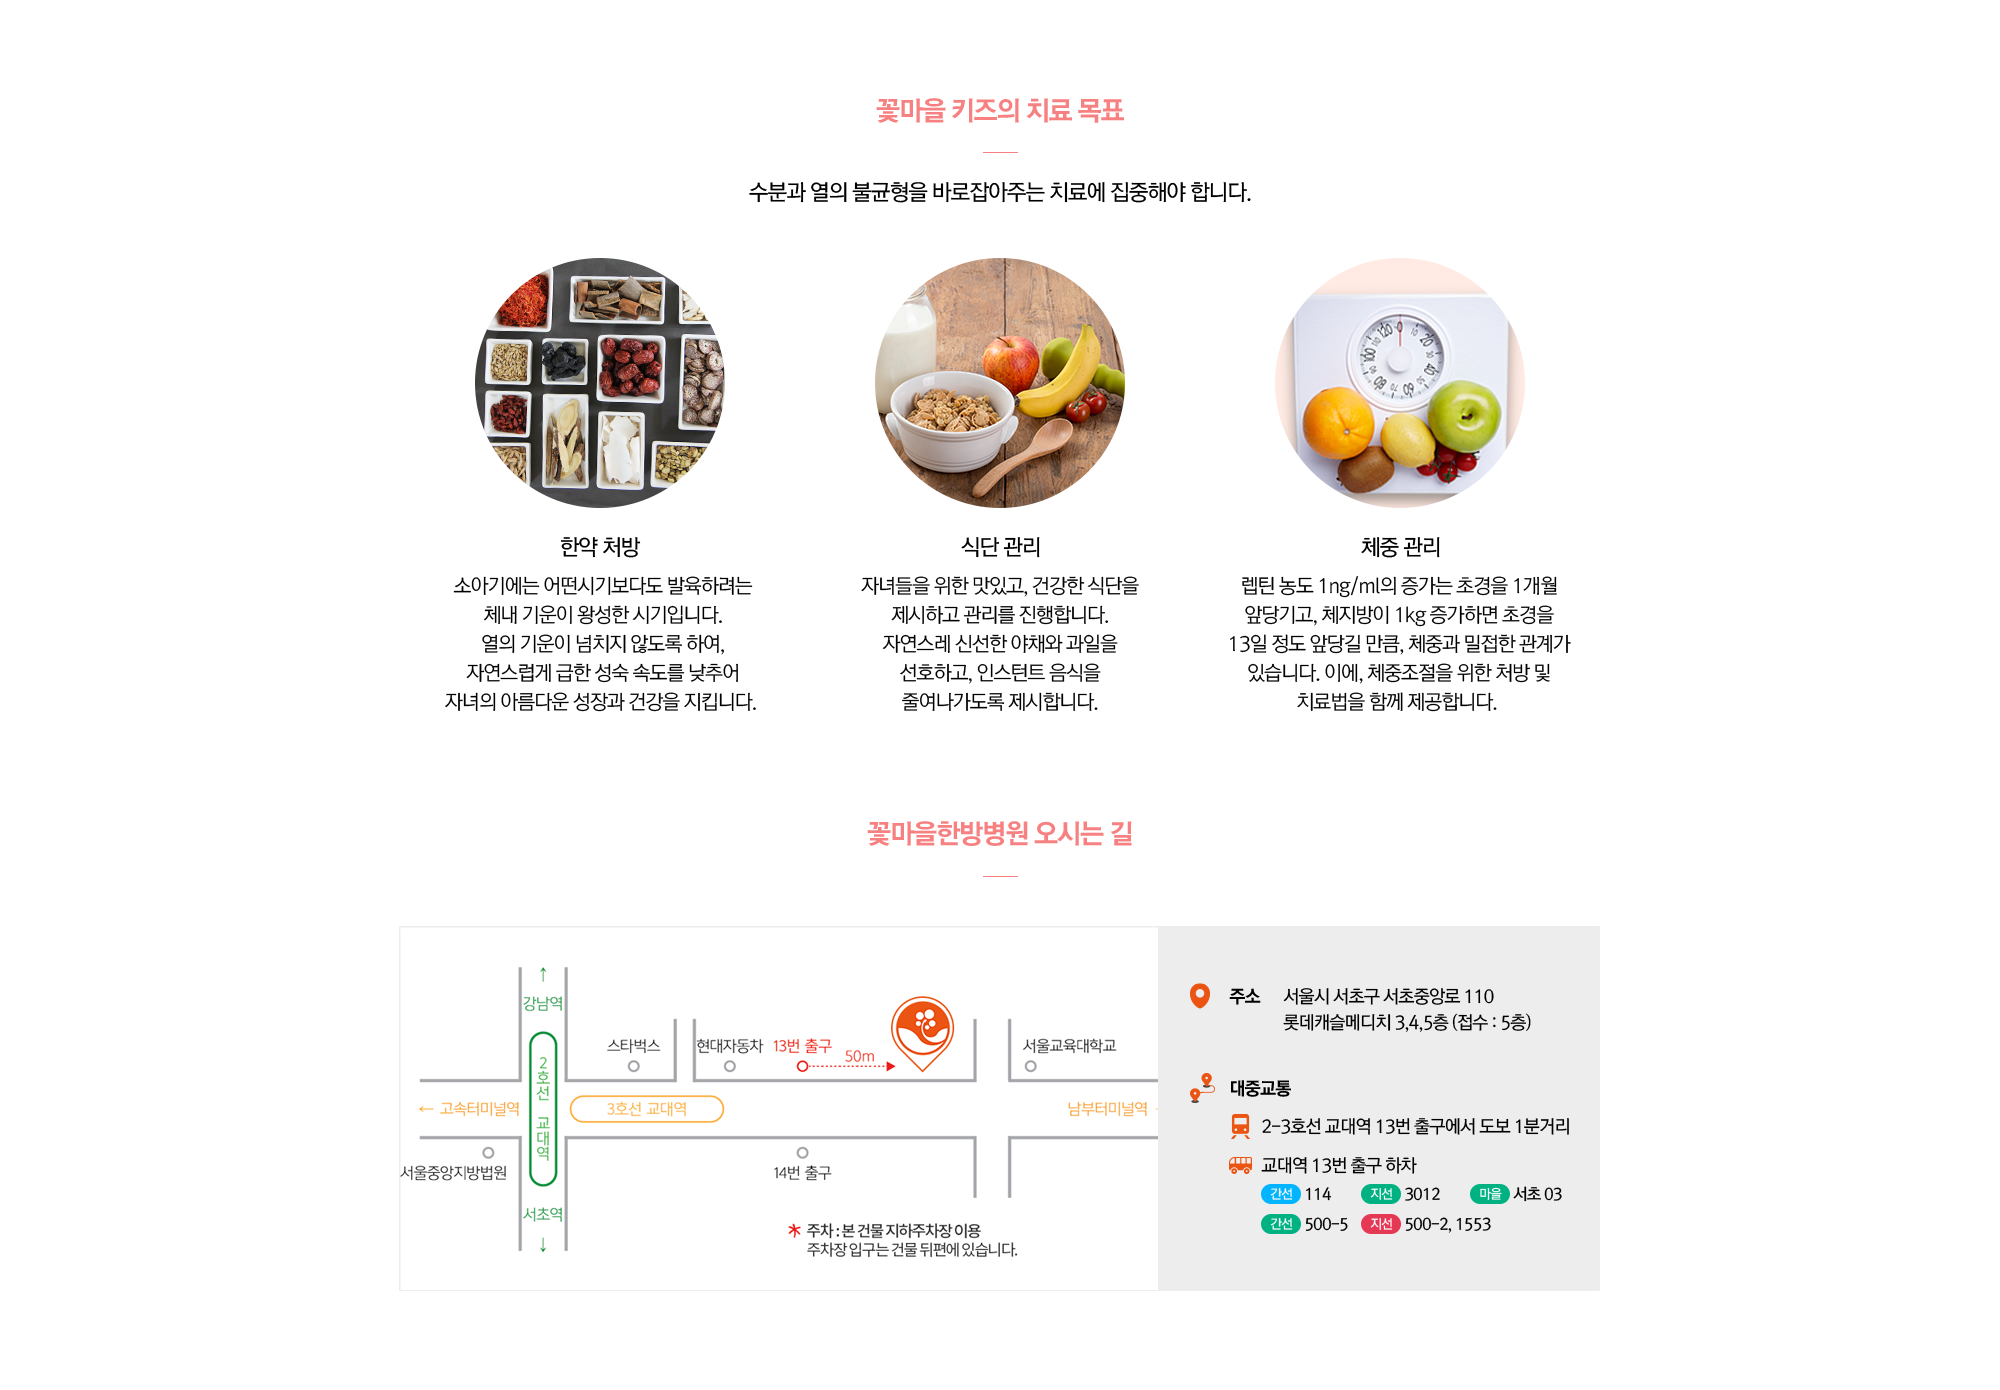 꽃마을 키즈의 치료 목표
수분과 열의 불균형을 바로잡아주는 치료에 집중해야 합니다.
한약 처방
소아기에는 어떤시기보다도 발육하려는
체내 기운이 왕성한 시기입니다.
열의 기운이 넘치지 않도록 하여,
자연스럽게 급한 성숙 속도를 낮추어
자녀의 아름다운 성장과 건강을 지킵니다.
식단 관리
자녀들을 위한 맛있고, 건강한 식단을
제시하고 관리를 진행합니다.
자연스레 신선한 야채와 과일을
선호하고, 인스턴트 음식을
줄여나가도록 제시합니다.
체중 관리
렙틴 농도 1ng/ml의 증가는 초경을 1개월
앞당기고, 체지방이 1kg 증가하면 초경을
13일 정도 앞당길 만큼, 체중과 밀접한 관계가
있습니다. 이에, 체중조절을 위한 처방 및
치료법을 함께 제공합니다.
꽃마을한방병원 오시는 길
↑
강남역
스타벅스
현대자동차
13번 출구
50m
서울교육대학교
← 고속터미널역
2호선 교대역
3호선 교대역
남부터미널역
서울중앙지방법원
14번 출구
서초역
↓
* 주차 : 본 건물 지하주차장 이용
주차장 입구는 건물 뒤편에 있습니다.
주소 서울시 서초구 서초중앙로 110
롯데캐슬메디치 3,4,5층 (접수 : 5층)
대중교통
2-3호선 교대역 13번 출구에서 도보 1분거리
교대역 13번 출구 하차
간선 114 지선 3012 마을 서초 03
간선 500-5 지선 500-2, 1553